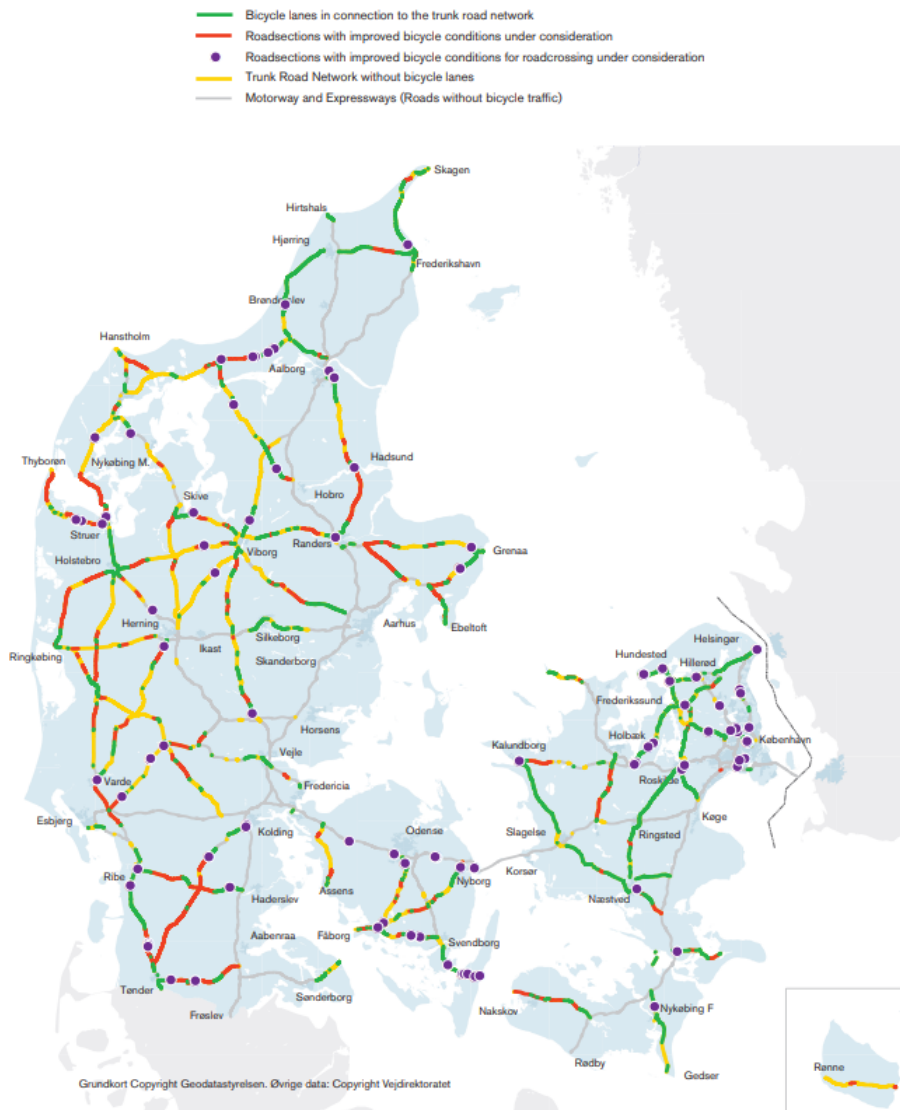 Bicycle lanes in connection to the trunk road network
Roadsections with improved bicycle conditions under consideration
Roadsections with improved bicycle conditions for roadcrossing under consideration
Trunk Road Network without bicycle lanes
Motorway and Expressways (Roads without bicycle traffic)
Skagen
Hirtshals
Hjørring
Frederikshavn
Brønderslev
Hanstholm
Aalborg
Thyborøn
Nykøbing M.
Hadsund
Skive
Hobro
Struer
Randers
Viborg
Grenaa
Holstebro
Herning
Aarhus
Ebeltoft
Silkeborg
Helsingør
Ikast
Ringkøbing
Skanderborg
Hundested
Hillerød
Frederikssund
Horsens
Holbæk
København
Kalundborg
Vejle
Roskilde
Varde
Fredericia
Køge
Esbjerg
Kolding
Odense
Slagelse
Ringsted
Ribe
Korsør
Nyborg
Assens
Haderslev
Næstved
Aabenraa
Fåborg
Svendborg
Tønder
Sønderborg
Frøslev
Nakskov
Nykøbing F
Rødby
Rønne
Gedser
Grundkort Copyright Geodatastyrelsen. Øvrige data: Copyright Vejdirektoratet